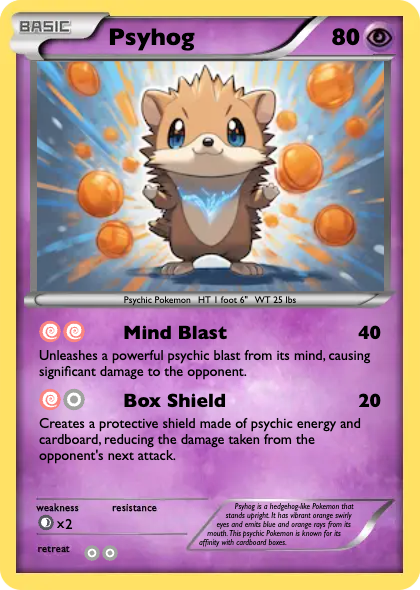 BASIC
Psyhog 80
Psychic Pokemon HT 1 foot 6" WT 25 lbs
Mind Blast 40
Unleashes a powerful psychic blast from its mind, causing
significant damage to the opponent.
Box Shield 20
Creates a protective shield made of psychic energy and
cardboard, reducing the damage taken from the
opponent's next attack.
weakness resistance
x2
retreat
Psyhog is a hedgehog-like Pokemon that
stands upright. It has vibrant orange swirly
eyes and emits blue and orange rays from its
mouth. This psychic Pokemon is known for its
affinity with cardboard boxes.